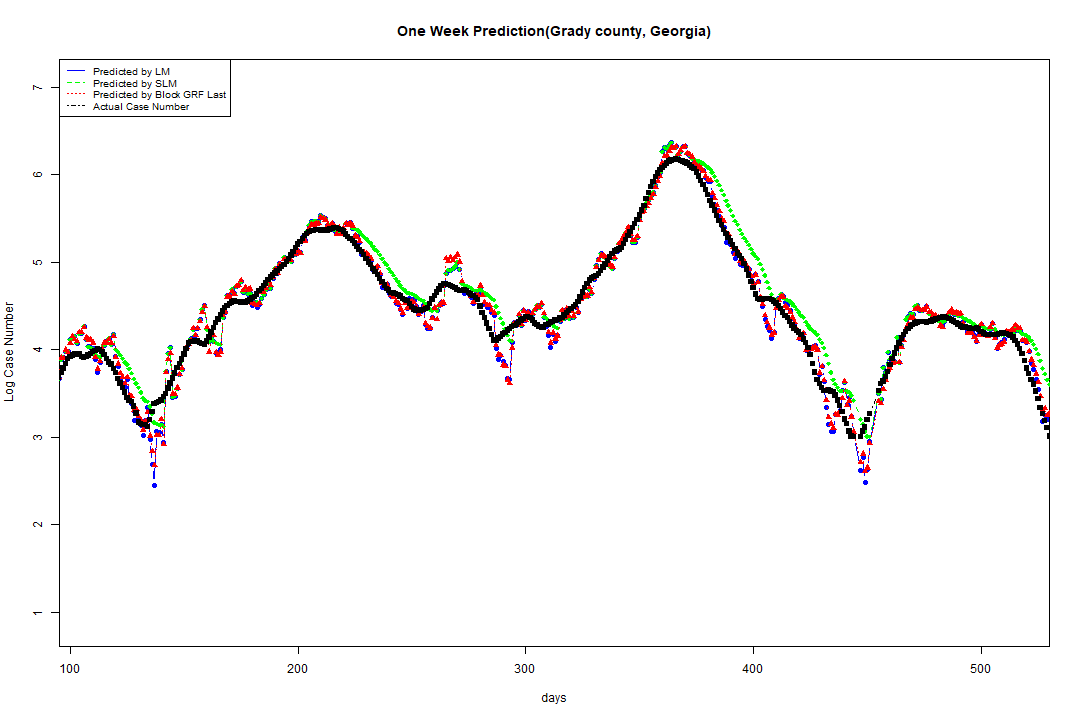 One Week Prediction(Grady county, Georgia)
Predicted by LM
Predicted by SLM
Predicted by Block GRF Last
Actual Case Number
7
6
5
4
3
2
1
Log Case Number
100
200
300
400
500
days